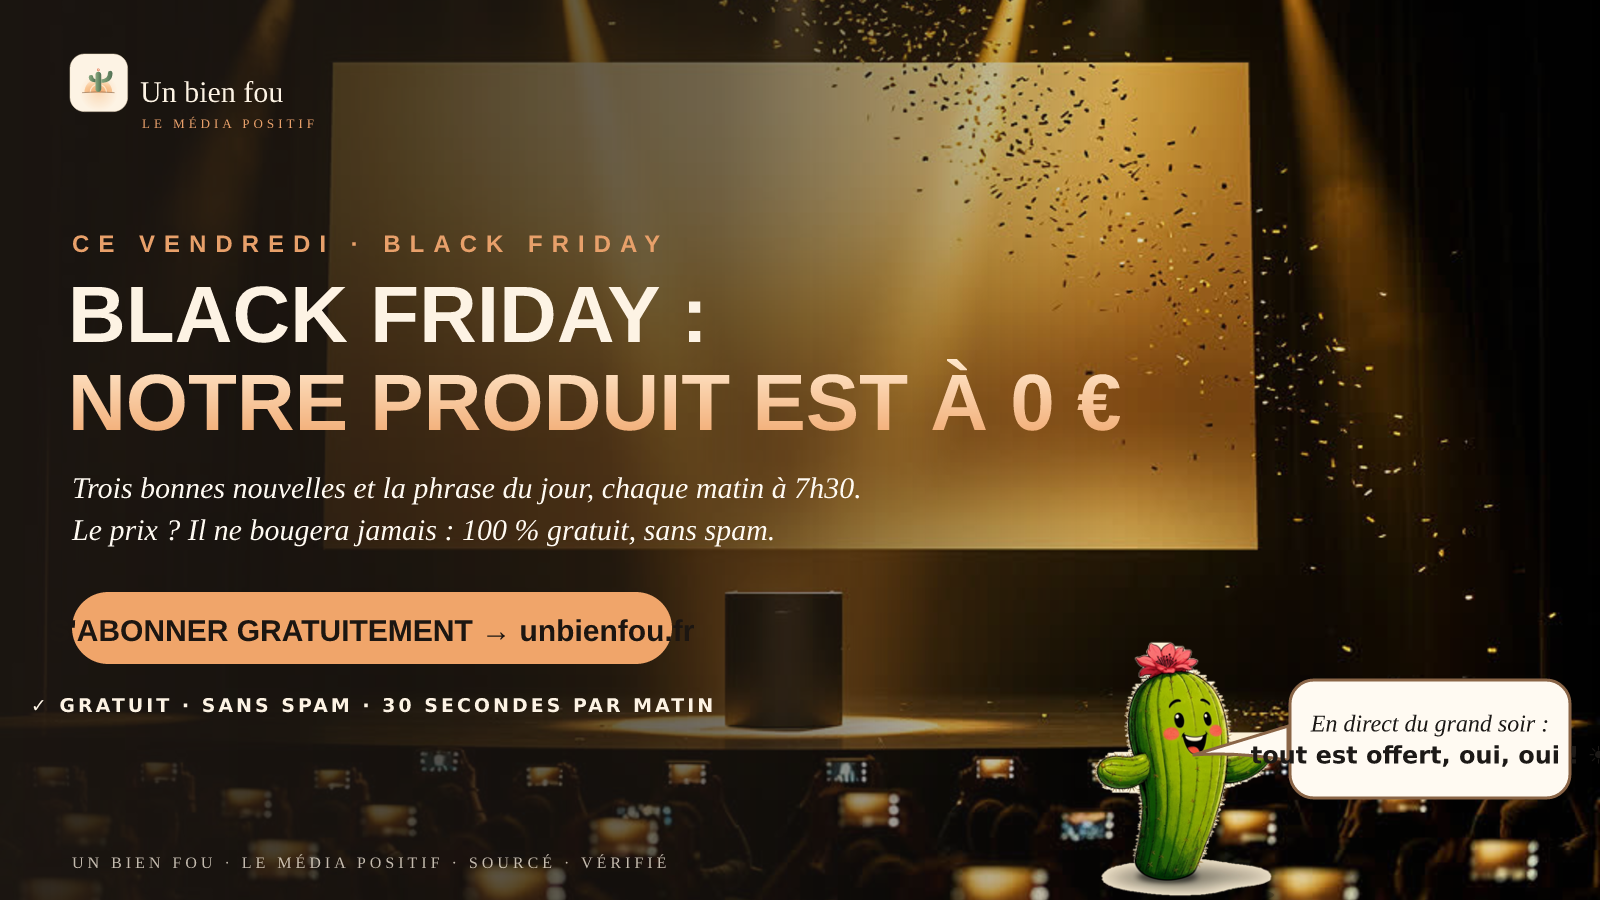 Un bien fou
LE MÉDIA POSITIF
CE VENDREDI · BLACK FRIDAY
BLACK FRIDAY :
NOTRE PRODUIT EST À 0 €
Trois bonnes nouvelles et la phrase du jour, chaque matin à 7h30.
Le prix ? Il ne bougera jamais : 100 % gratuit, sans spam.
'ABONNER GRATUITEMENT → unbienfou.fr
✓ GRATUIT · SANS SPAM · 30 SECONDES PAR MATIN
En direct du grand soir :
tout est offert, oui, oui !
UN BIEN FOU · LE MÉDIA POSITIF · SOURCÉ · VÉRIFIÉ